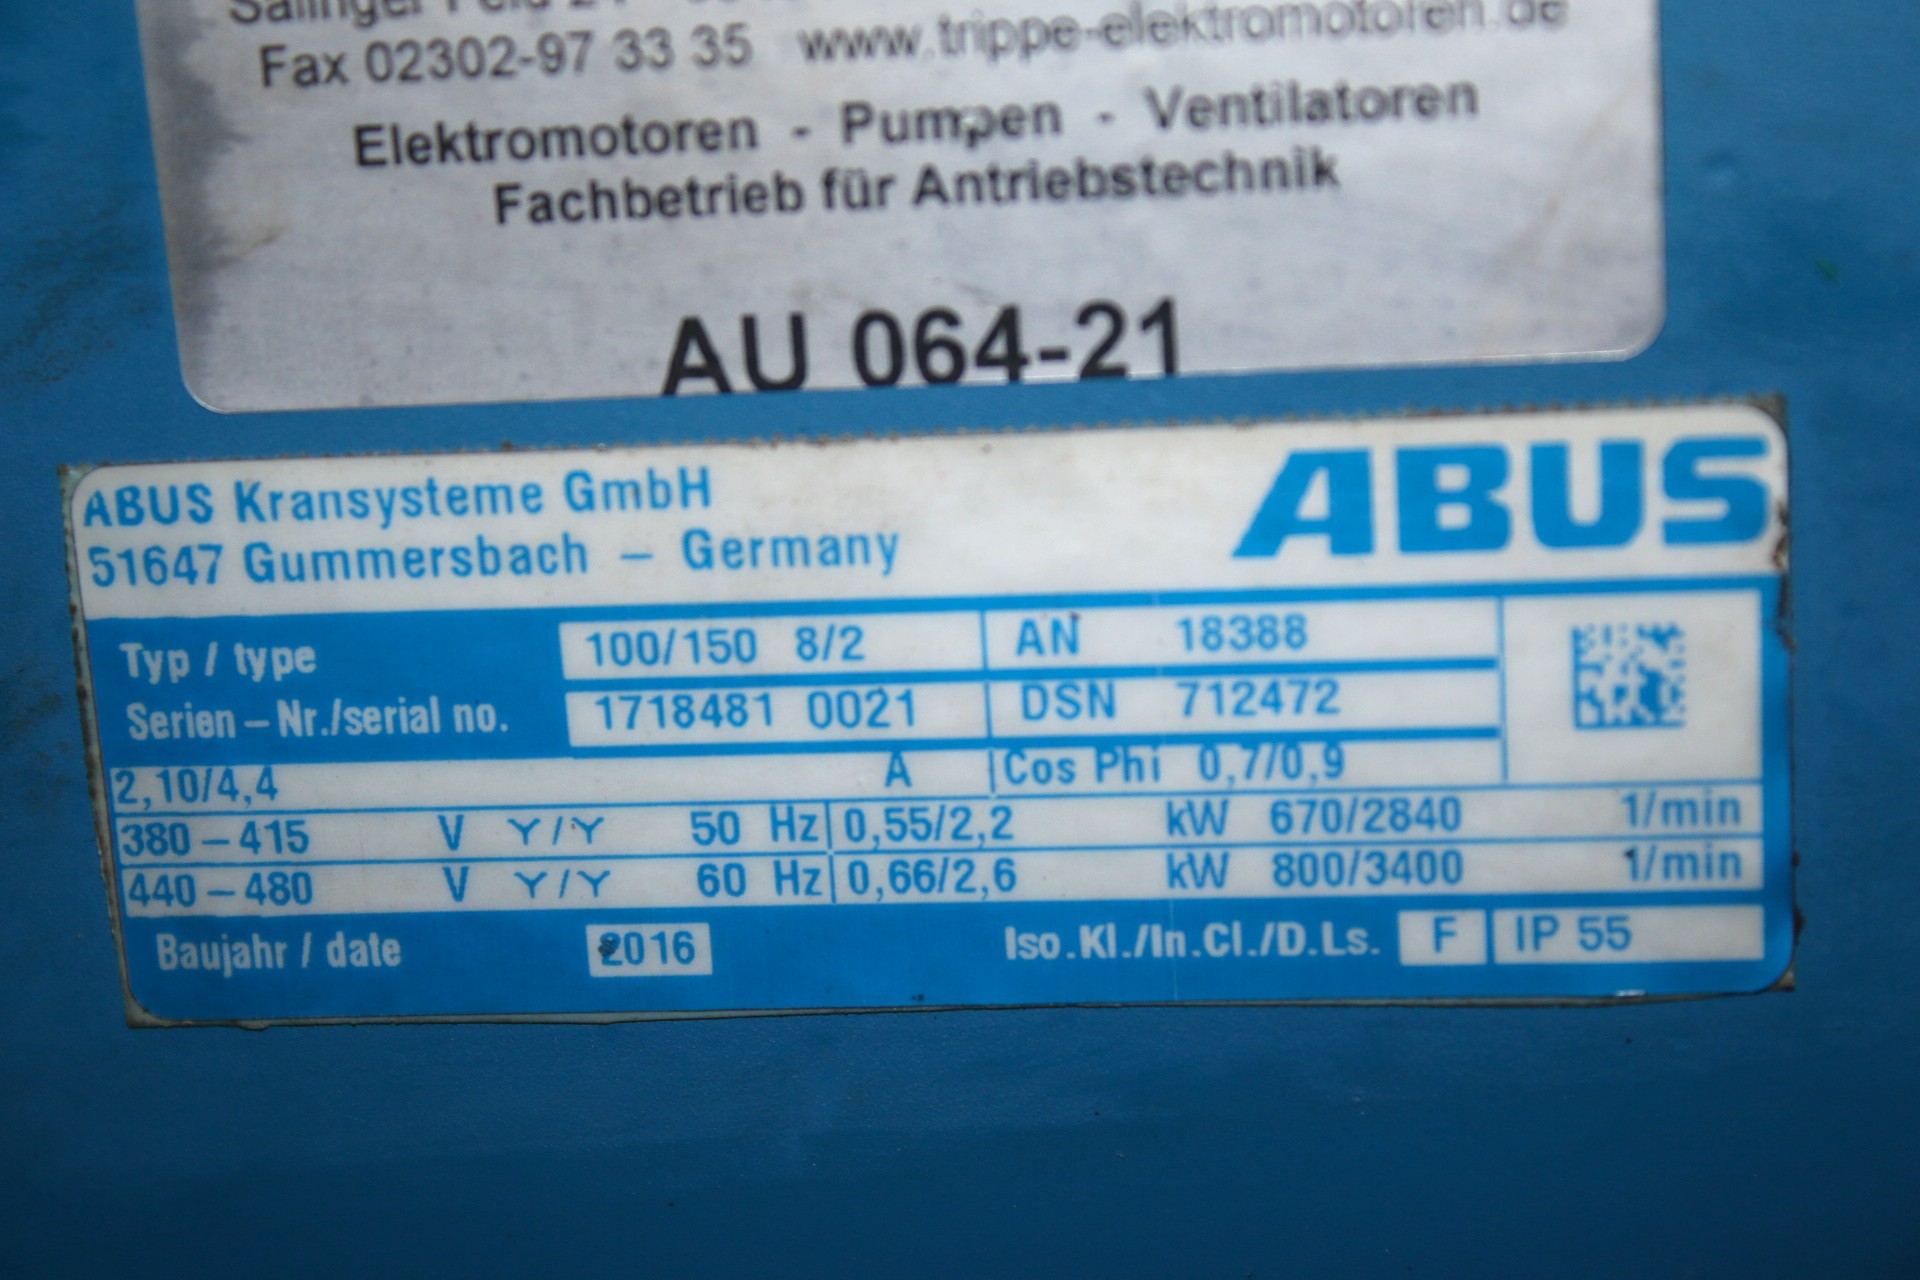 Fax 02302-97 33 35 www.trippe-elektromotoren.de
Elektromotoren - Pumpen - Ventilatoren
Fachbetrieb für Antriebstechnik
AU 064-21
ABUS Kransysteme GmbH
51647 Gummersbach – Germany
ABUS
Typ / type 100/150 8/2 AN 18388
Serien – Nr./serial no. 1718481 0021 DSN 712472
2,10/4,4 A Cos Phi 0,7/0,9
380 – 415 V Y / Y 50 Hz 0,55/2,2 kW 670/2840 1/min
440 – 480 V Y / Y 60 Hz 0,66/2,6 kW 800/3400 1/min
Baujahr / date 2016 Iso.Kl./In.Cl./D.Ls. F IP 55